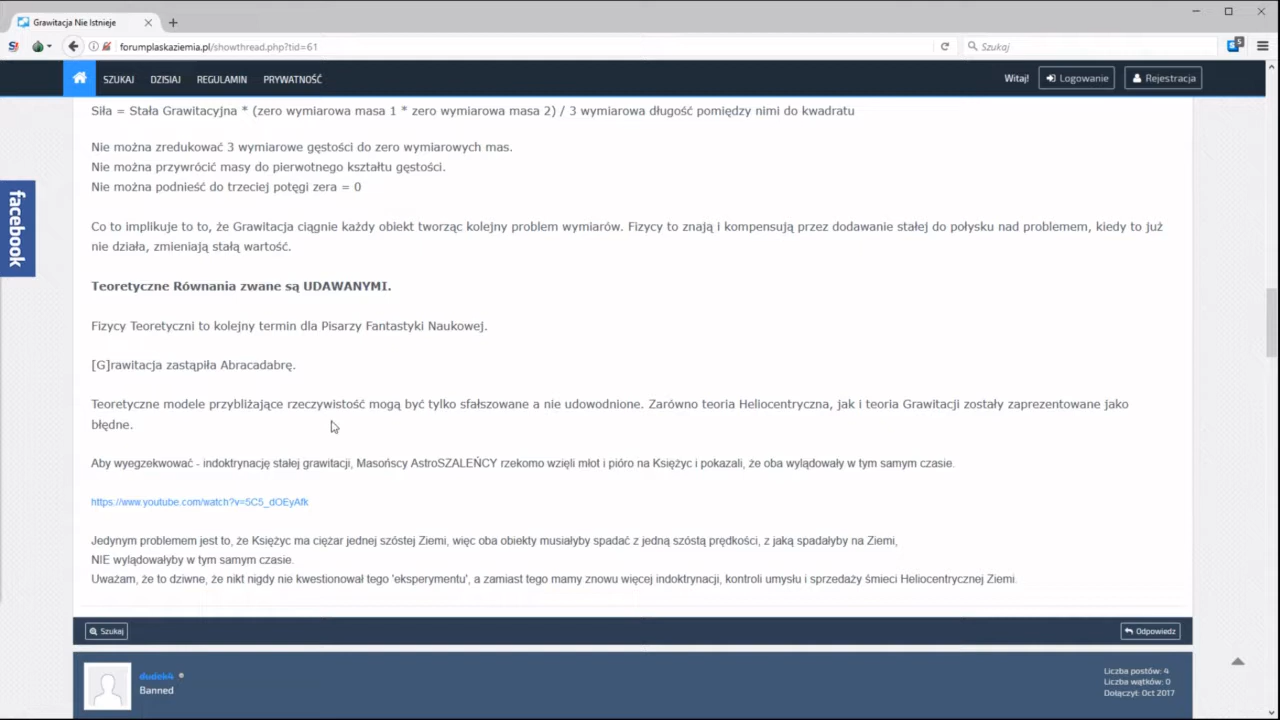 Grawitacja Nie Istnieje
forumplaskaziemia.pl/showthread.php?tid=61
Szukaj
5
SZUKAJ DZISIAJ REGULAMIN PRYWATNOŚĆ
Witaj! Logowanie Rejestracja
facebook
Siła = Stała Grawitacyjna * (zero wymiarowa masa 1 * zero wymiarowa masa 2) / 3 wymiarowa długość pomiędzy nimi do kwadratu
Nie można zredukować 3 wymiarowe gęstości do zero wymiarowych mas.
Nie można przywrócić masy do pierwotnego kształtu gęstości.
Nie można podnieść do trzeciej potęgi zera = 0
Co to implikuje to to, że Grawitacja ciągnie każdy obiekt tworząc kolejny problem wymiarów. Fizycy to znają i kompensują przez dodawanie stałej do połysku nad problemem, kiedy to już
nie działa, zmieniają stałą wartość.
Teoretyczne Równania zwane są UDAWANYMI.
Fizycy Teoretyczni to kolejny termin dla Pisarzy Fantastyki Naukowej.
[G]rawitacja zastąpiła Abracadabrę.
Teoretyczne modele przybliżające rzeczywistość mogą być tylko sfałszowane a nie udowodnione. Zarówno teoria Heliocentryczna, jak i teoria Grawitacji zostały zaprezentowane jako
błędne.
Aby wyegzekwować - indoktrynację stałej grawitacji, Masońscy AstroSZALEŃCY rzekomo wzięli młot i pióro na Księżyc i pokazali, że oba wylądowały w tym samym czasie.
https://www.youtube.com/watch?v=5C5_dOEyAfk
Jedynym problemem jest to, że Księżyc ma ciężar jednej szóstej Ziemi, więc oba obiekty musiałyby spadać z jedną szóstą prędkości, z jaką spadałyby na Ziemi,
NIE wylądowałyby w tym samym czasie.
Uważam, że to dziwne, że nikt nigdy nie kwestionował tego 'eksperymentu', a zamiast tego mamy znowu więcej indoktrynacji, kontroli umysłu i sprzedaży śmieci Heliocentrycznej Ziemi.
Szukaj
Odpowiedz
dudek4
Banned
Liczba postów: 4
Liczba wątków: 0
Dołączył: Oct 2017